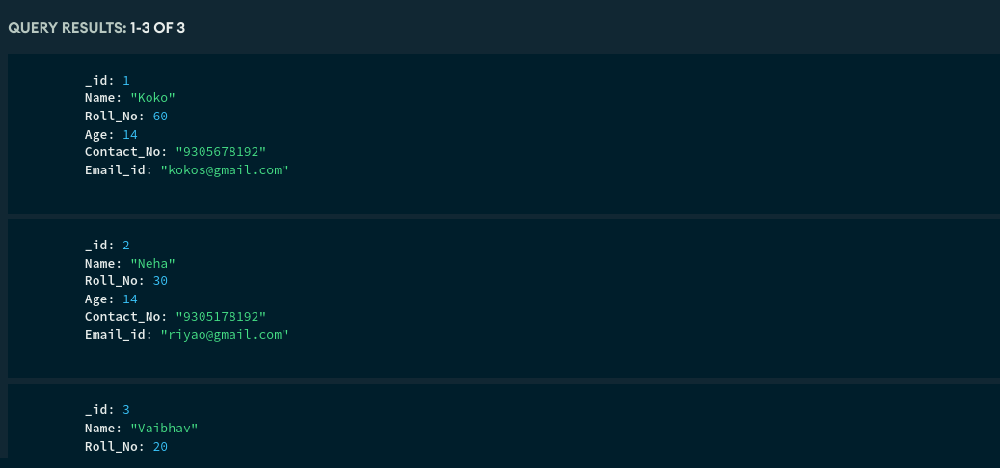 QUERY RESULTS: 1-3 OF 3
_id: 1
Name: "Koko"
Roll_No: 60
Age: 14
Contact_No: "9305678192"
Email_id: "kokos@gmail.com"
_id: 2
Name: "Neha"
Roll_No: 30
Age: 14
Contact_No: "9305178192"
Email_id: "riyao@gmail.com"
_id: 3
Name: "Vaibhav"
Roll_No: 20